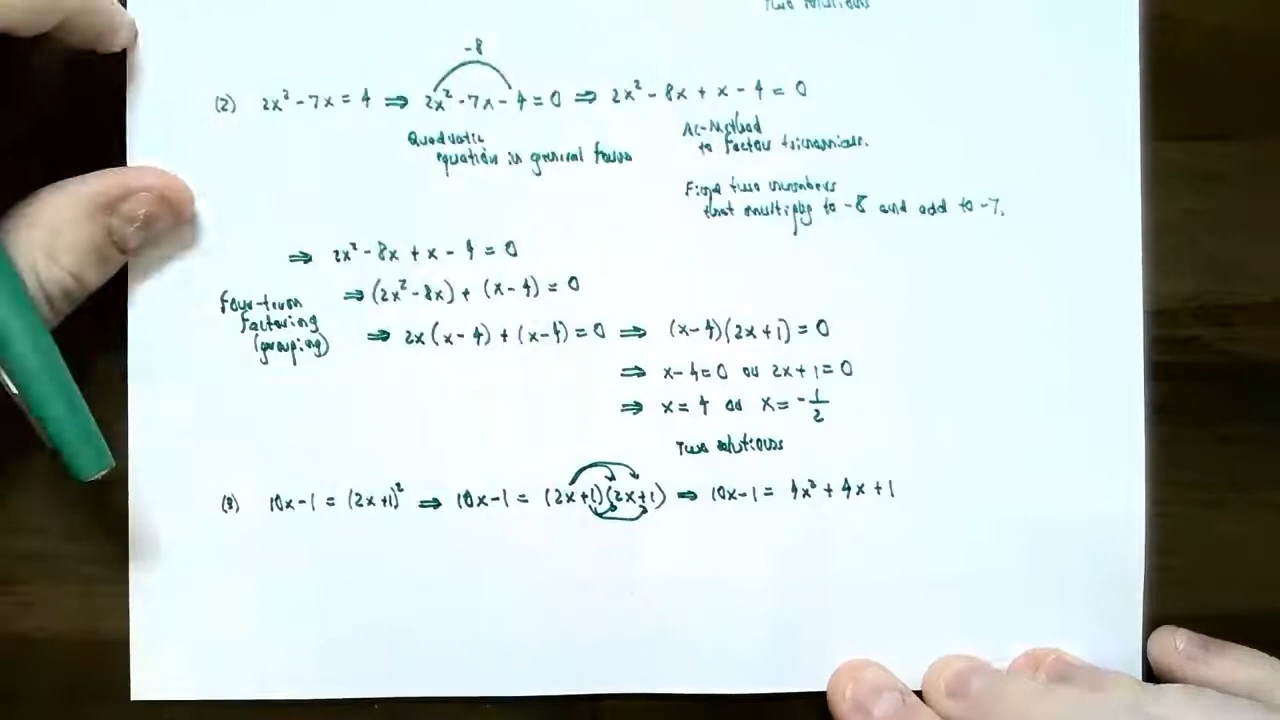 Two solutions
-8
(2) 2x² - 7x = 4 ⇒ 2x² - 7x - 4 = 0 ⇒ 2x² - 8x + x - 4 = 0
Quadratic
equation in general form
AC-Method
to factor trinomials.
Find two numbers
that multiply to -8 and add to -7.
⇒ 2x² - 8x + x - 4 = 0
Four-term
factoring
(grouping)
⇒ (2x² - 8x) + (x - 4) = 0
⇒ 2x(x - 4) + (x - 4) = 0 ⇒ (x - 4)(2x + 1) = 0
⇒ x - 4 = 0 or 2x + 1 = 0
⇒ x = 4 or x = -1/2
Two solutions
(3) 10x - 1 = (2x + 1)² ⇒ 10x - 1 = (2x + 1)(2x + 1) ⇒ 10x - 1 = 4x² + 4x + 1